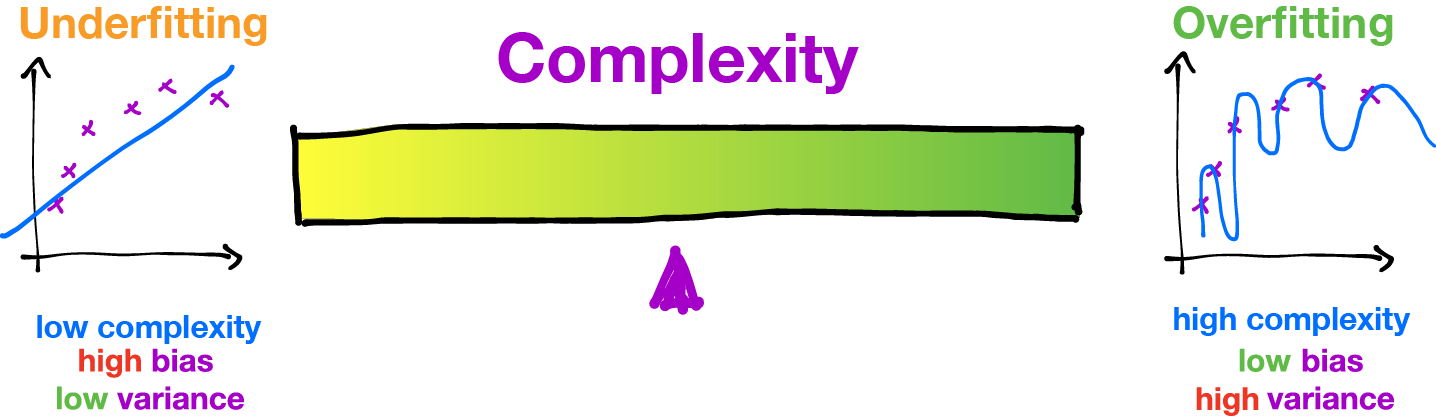 Underfitting
Complexity
Overfitting
low complexity
high bias
low variance
high complexity
low bias
high variance